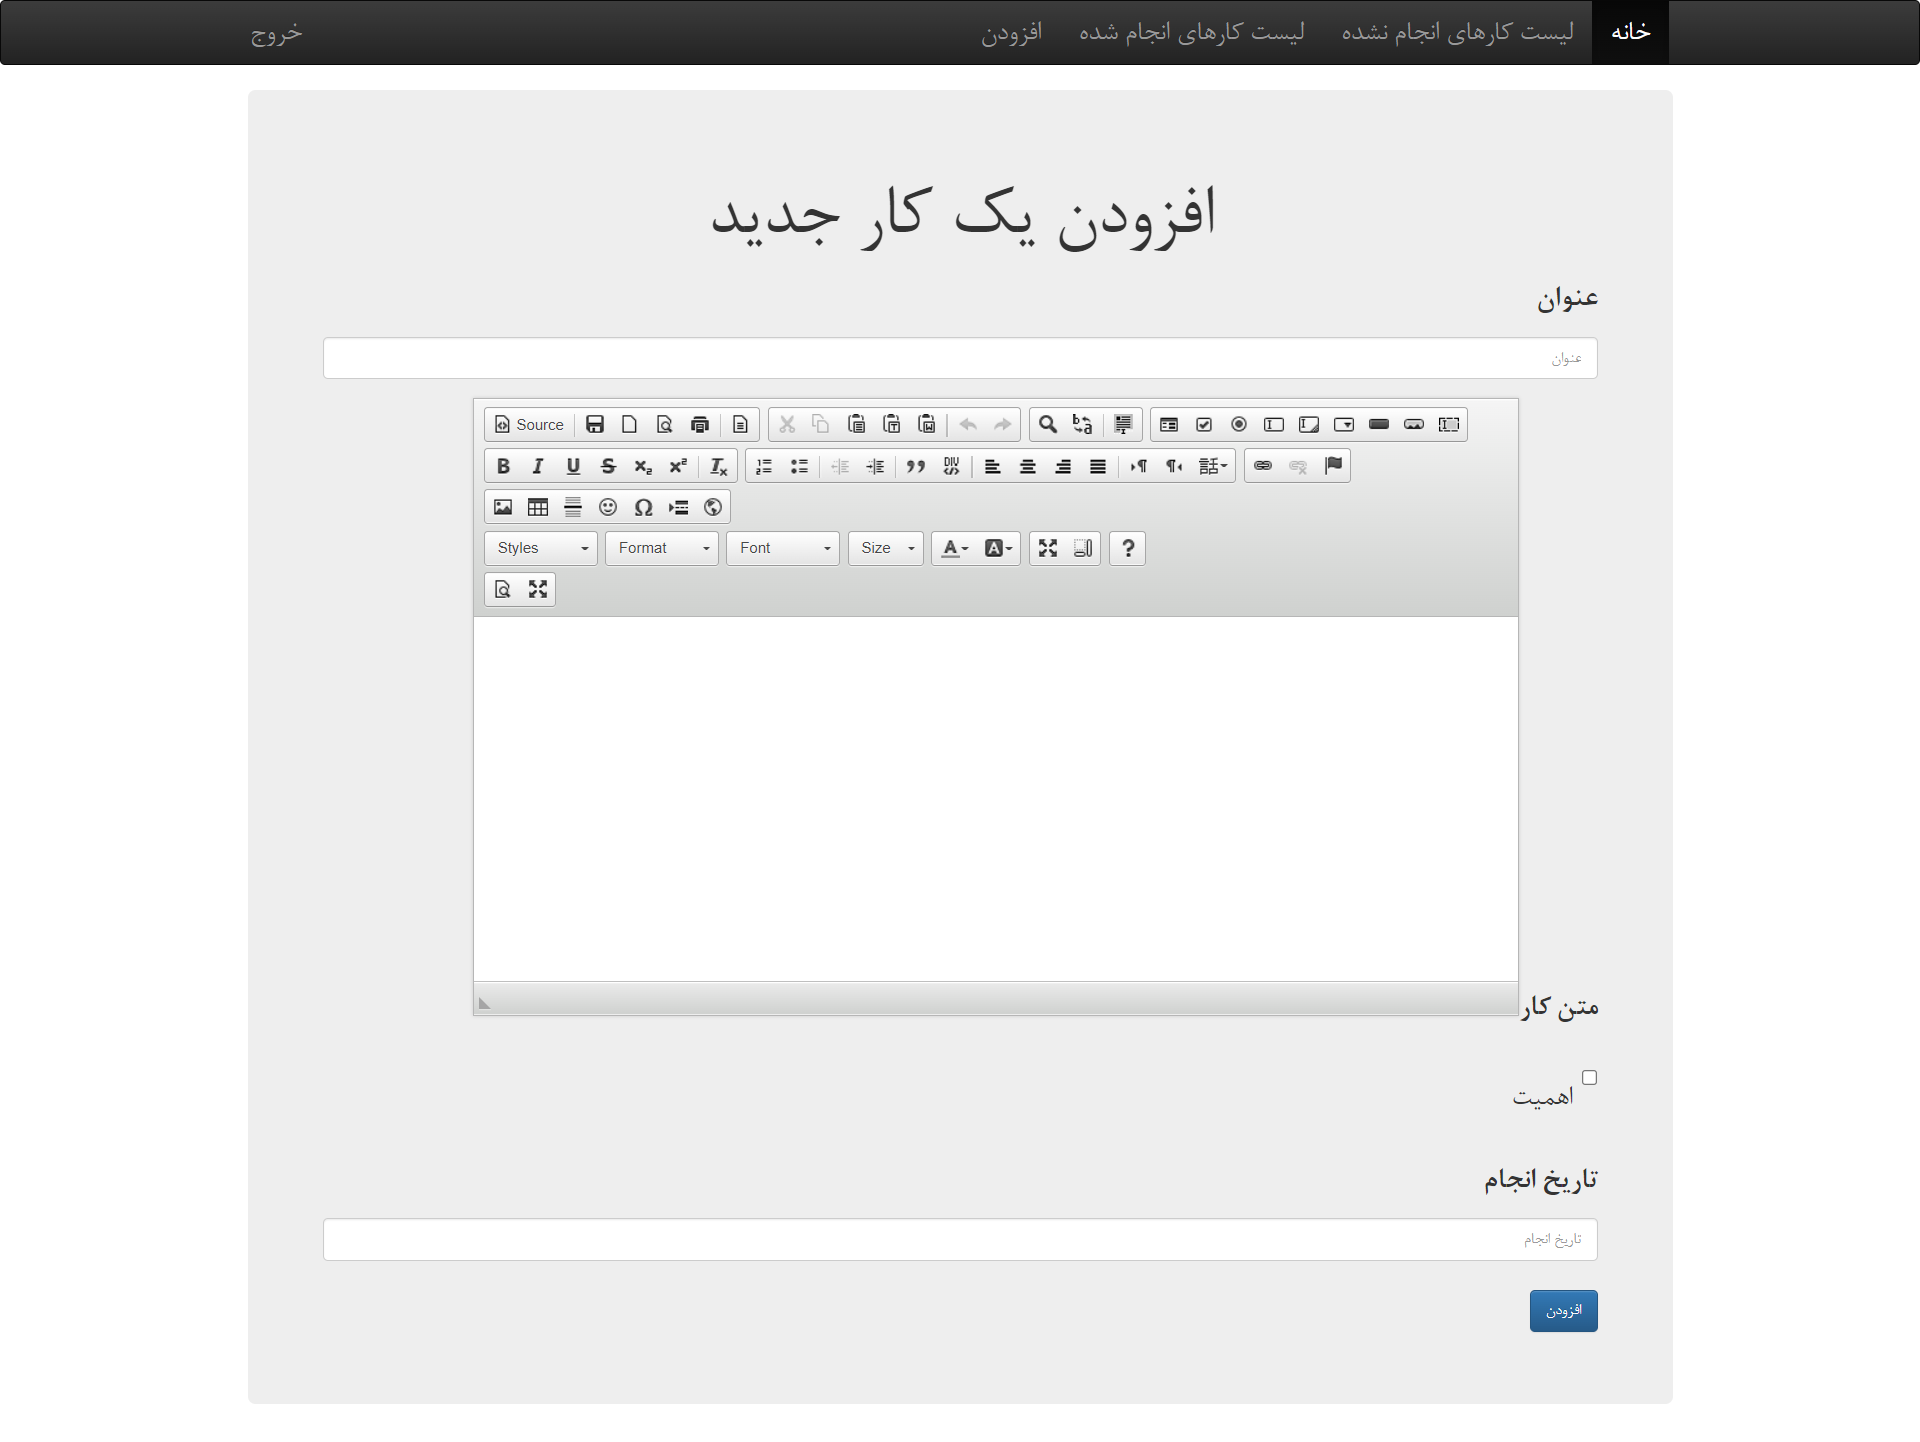 خانه لیست کارهای انجام نشده لیست کارهای انجام شده افزودن خروج
افزودن یک کار جدید
عنوان
عنوان
Source
Styles Format Font Size
متن کار
اهمیت
تاریخ انجام
تاریخ انجام
افزودن